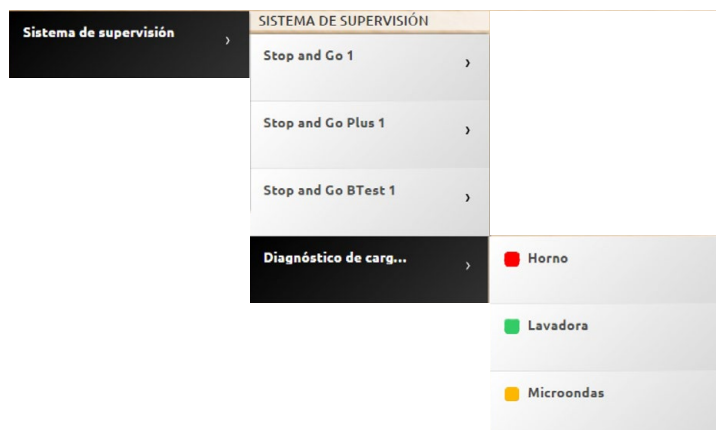 Sistema de supervisión
›
SISTEMA DE SUPERVISIÓN
Stop and Go 1
›
Stop and Go Plus 1
›
Stop and Go BTest 1
›
Diagnóstico de carg...
›
Horno
Lavadora
Microondas